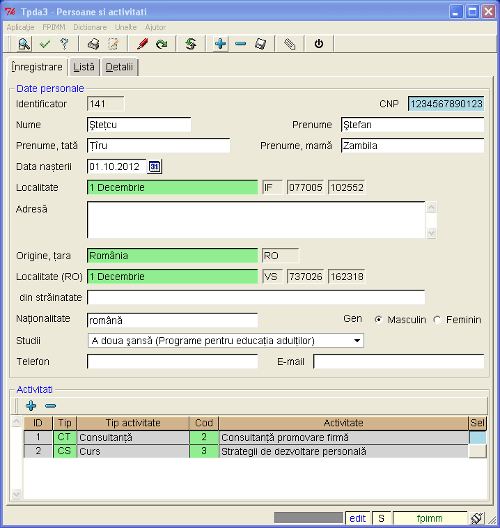 Tpda3 - Persoane si activitati
Aplicație FPIMM Dictionare Unelte Ajutor
Înregistrare Listă Detalii
Date personale
Identificator 141 CNP 1234567890123
Nume Ștețcu Prenume Ștefan
Prenume, tată Țîru Prenume, mamă Zambila
Data nașterii 01.10.2012 31
Localitate 1 Decembrie IF 077005 102552
Adresă
Origine, țara România RO
Localitate (RO) 1 Decembrie VS 737026 162318
din străinatate
Naționalitate română Gen Masculin Feminin
Studii A doua șansă (Programe pentru educația adulților)
Telefon E-mail
Activitati
ID Tip Tip activitate Cod Activitate Sel
1 CT Consultanță 2 Consultanță promovare firmă
2 CS Curs 3 Strategii de dezvoltare personală
edit S fpimm